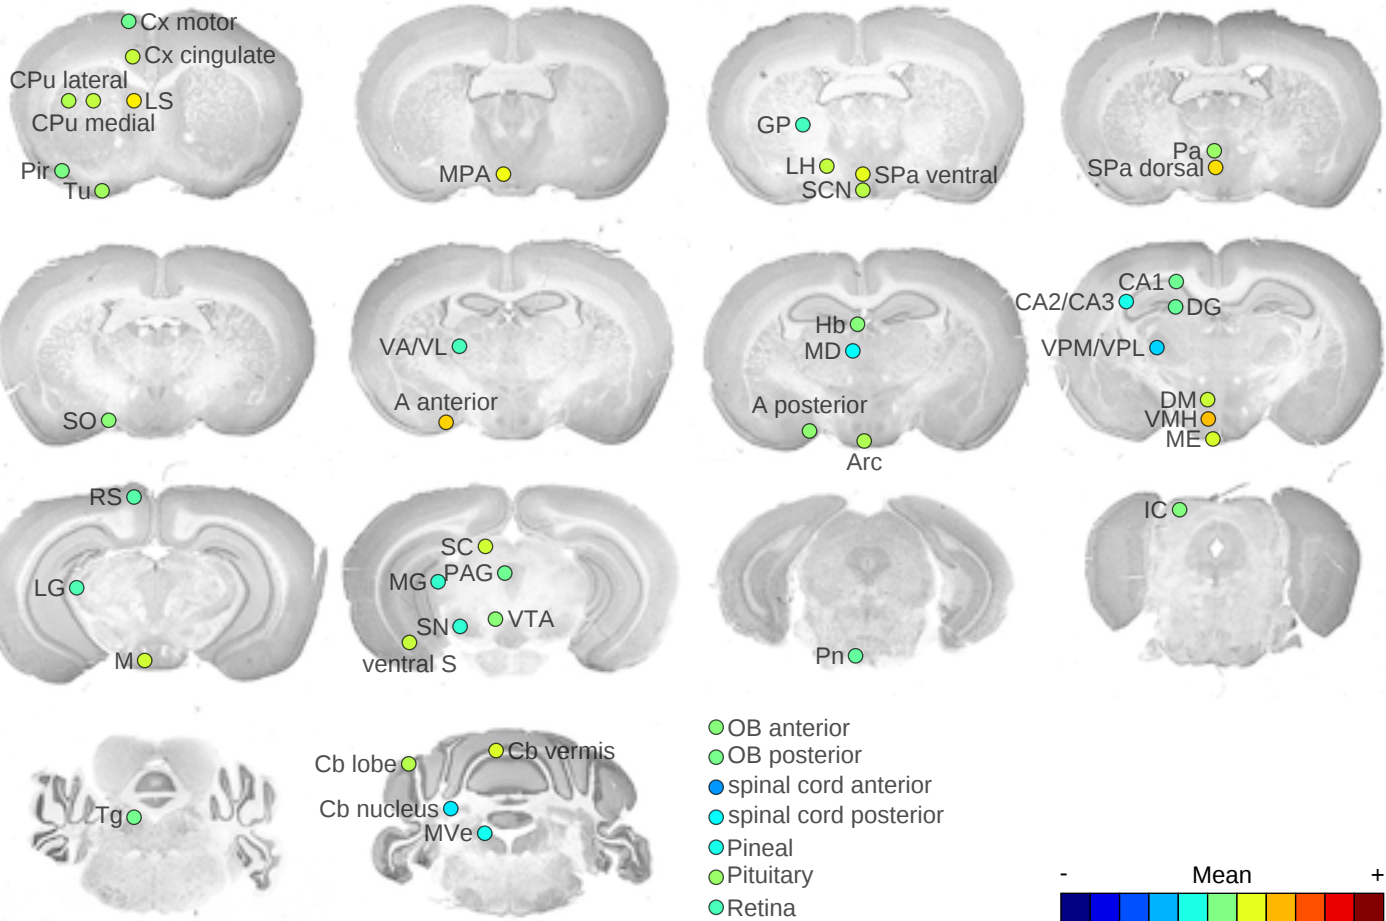 Cx motor
Cx cingulate
CPu lateral
LS
CPu medial
Pir
Tu
MPA
GP
LH
SPa ventral
SCN
Pa
SPa dorsal
SO
VA/VL
A anterior
Hb
MD
A posterior
Arc
CA1
CA2/CA3
DG
VPM/VPL
DM
VMH
ME
RS
LG
M
SC
MG
PAG
SN
VTA
ventral S
Pn
IC
Tg
Cb lobe
Cb vermis
Cb nucleus
MVe
OB anterior
OB posterior
spinal cord anterior
spinal cord posterior
Pineal
Pituitary
Retina
- Mean +